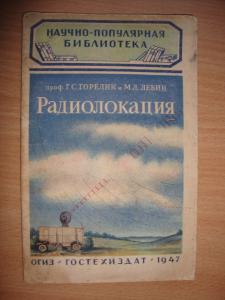 НАУЧНО-ПОПУЛЯРНАЯ
БИБЛИОТЕКА
ПРОФ. Г. С. ГОРЕЛИК и М. Л. ЛЕВИН
РАДИОЛОКАЦИЯ
ОГИЗ - ГОСТЕХИЗДАТ - 1947